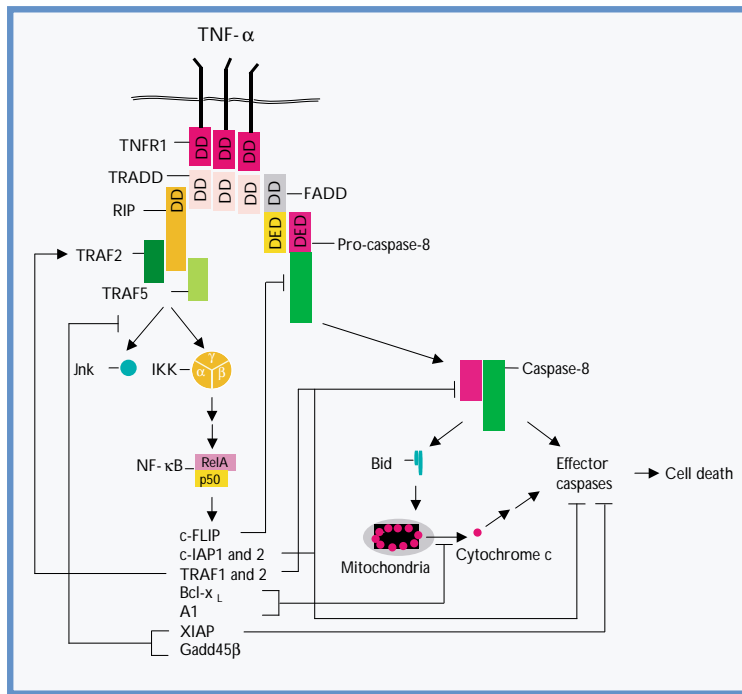 TNF-α
TNFR1
DD DD DD
TRADD
DD DD DD DD
FADD
RIP
DD
DED DED
Pro-caspase-8
TRAF2
TRAF5
Jnk
IKK
γ
α β
Caspase-8
NF-κB
RelA
p50
Bid
Effector
caspases
Cell death
c-FLIP
c-IAP1 and 2
Cytochrome c
Mitochondria
TRAF1 and 2
Bcl-x L
A1
XIAP
Gadd45β